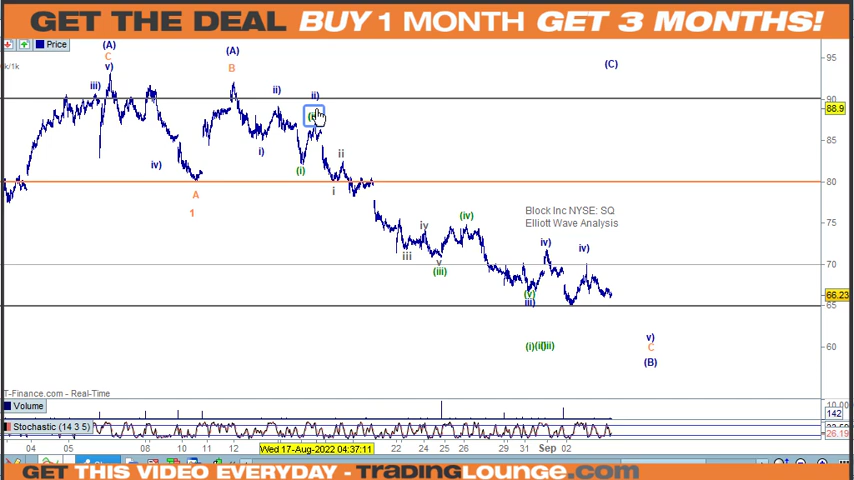 GET THE DEAL BUY 1 MONTH GET 3 MONTHS!
Price
(A)
C
v)
iii)
iv)
A
1
(A)
B
ii)
i)
ii)
(i)
ii
i
iii
iv
v
(iii)
(iv)
(v)
iii)
iv)
iv)
(C)
Block Inc NYSE: SQ
Elliott Wave Analysis
v)
C
(B)
95
88.9
85
80
75
70
66.23
65
60
T-Finance.com - Real-Time
Volume
10.00
142
Stochastic (14 3 5)
26.19
04 05 08 10 11 12 Wed 17-Aug-2022 04:37:11 22 24 25 26 29 31 Sep 02
GET THIS VIDEO EVERYDAY - TRADINGLOUNGE.com